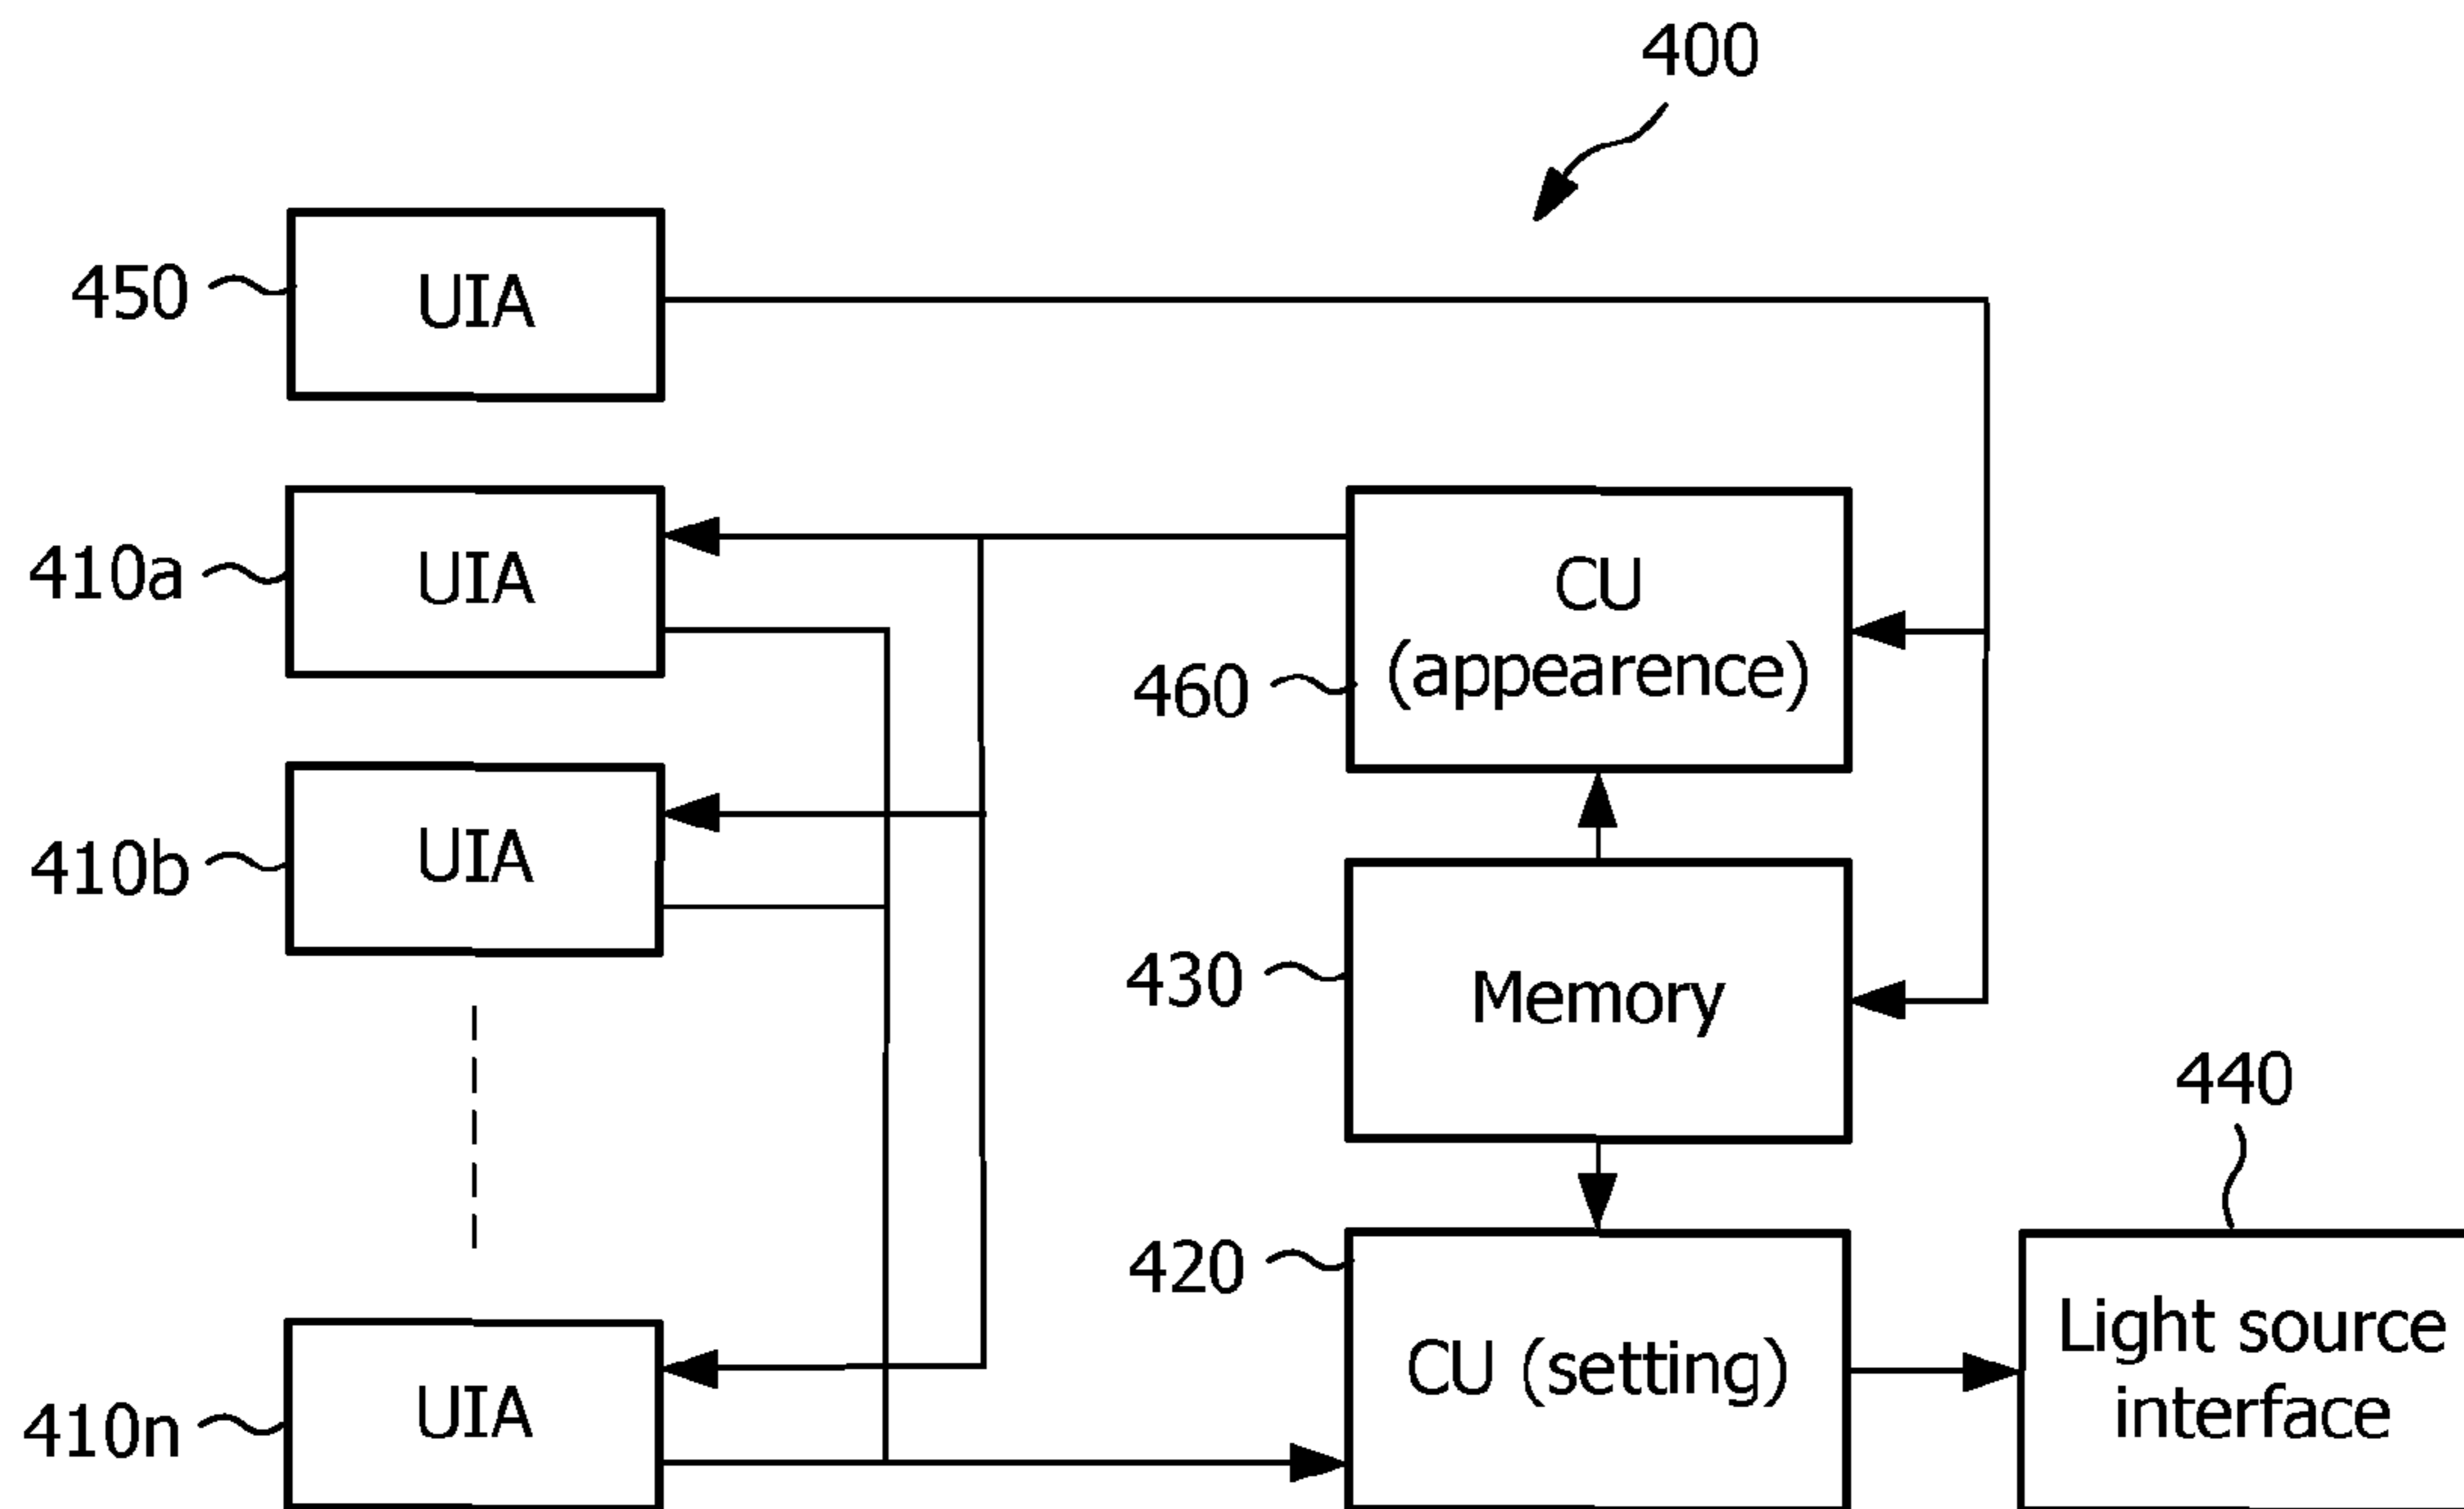 400
450
UIA
410a
UIA
CU
(appearence)
460
410b
UIA
430
Memory
440
420
CU (setting)
Light source
interface
410n
UIA